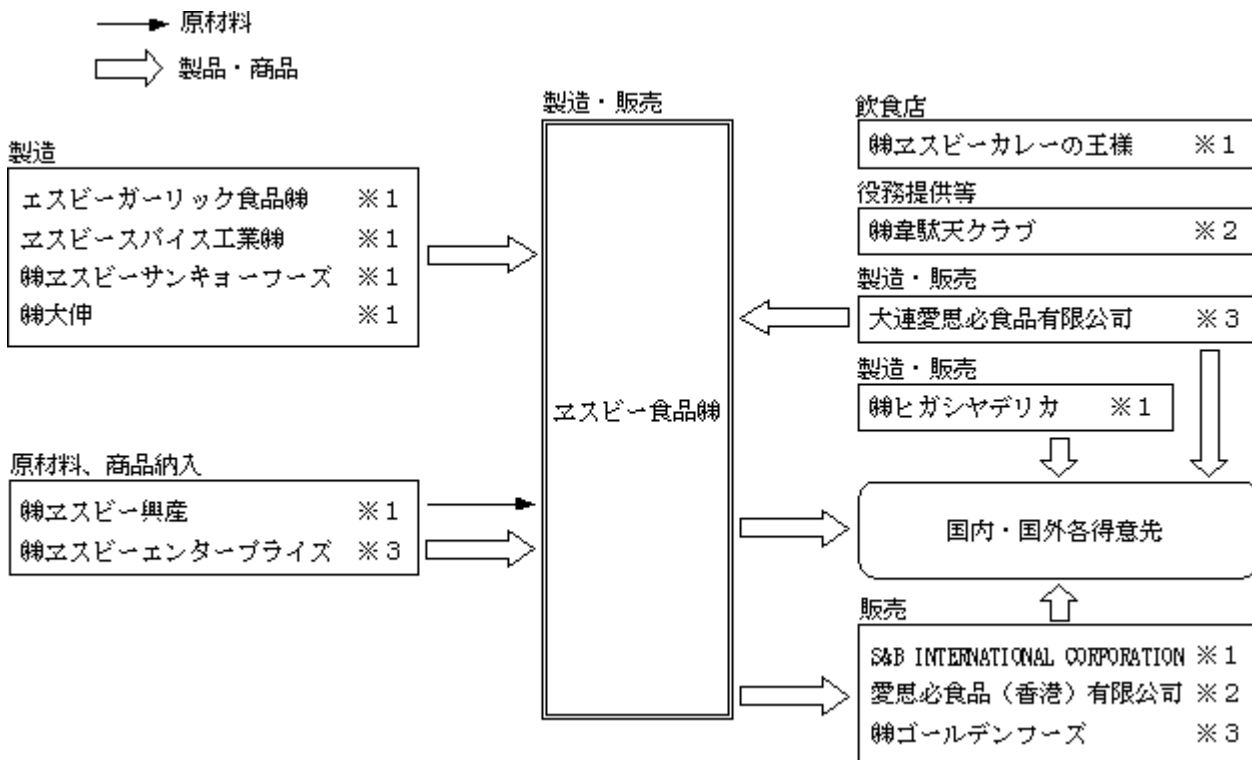 原材料
製品・商品
製造
エスビーガーリック食品㈱ ※1
ヱスビースパイス工業㈱ ※1
㈱ヱスビーサンキョーフーズ ※1
㈱大伸 ※1
原材料、商品納入
㈱ヱスビー興産 ※1
㈱ヱスビーエンタープライズ ※3
製造・販売
ヱスビー食品㈱
飲食店
㈱ヱスビーカレーの王様 ※1
役務提供等
㈱韋駄天クラブ ※2
製造・販売
大連愛思必食品有限公司 ※3
製造・販売
㈱ヒガシヤデリカ ※1
国内・国外各得意先
販売
S&B INTERNATIONAL CORPORATION ※1
愛思必食品（香港）有限公司 ※2
㈱ゴールデンフーズ ※3